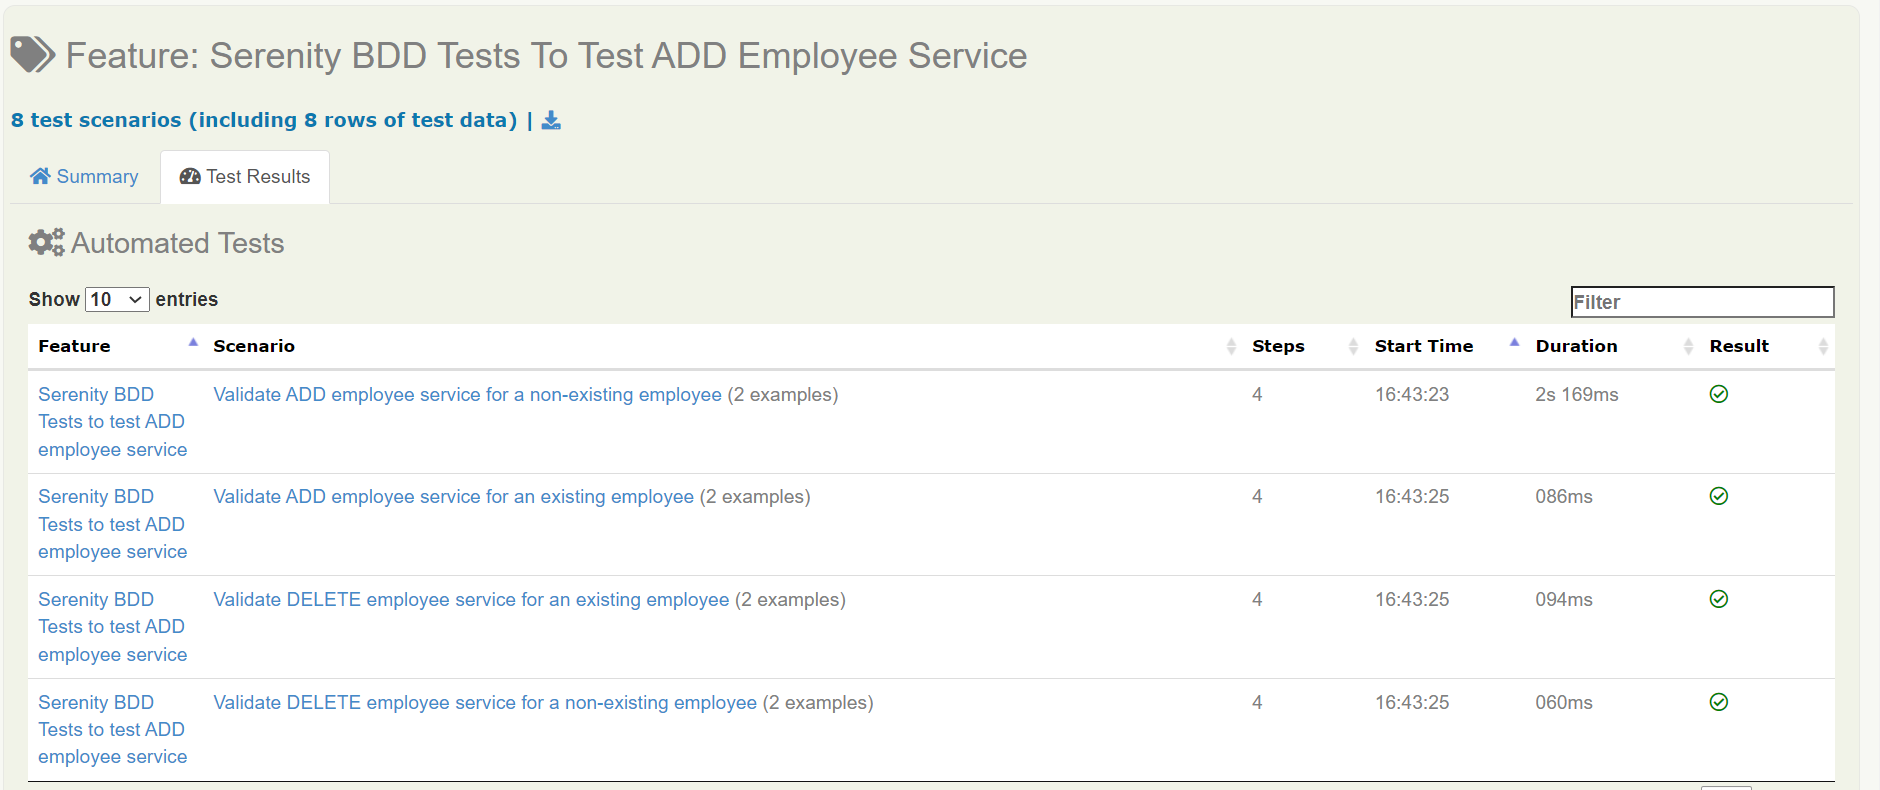 Feature: Serenity BDD Tests To Test ADD Employee Service
8 test scenarios (including 8 rows of test data) |
Summary Test Results
Automated Tests
Show 10 entries Filter
Feature Scenario Steps Start Time Duration Result
Serenity BDD Validate ADD employee service for a non-existing employee (2 examples) 4 16:43:23 2s 169ms
Tests to test ADD
employee service
Serenity BDD Validate ADD employee service for an existing employee (2 examples) 4 16:43:25 086ms
Tests to test ADD
employee service
Serenity BDD Validate DELETE employee service for an existing employee (2 examples) 4 16:43:25 094ms
Tests to test ADD
employee service
Serenity BDD Validate DELETE employee service for a non-existing employee (2 examples) 4 16:43:25 060ms
Tests to test ADD
employee service